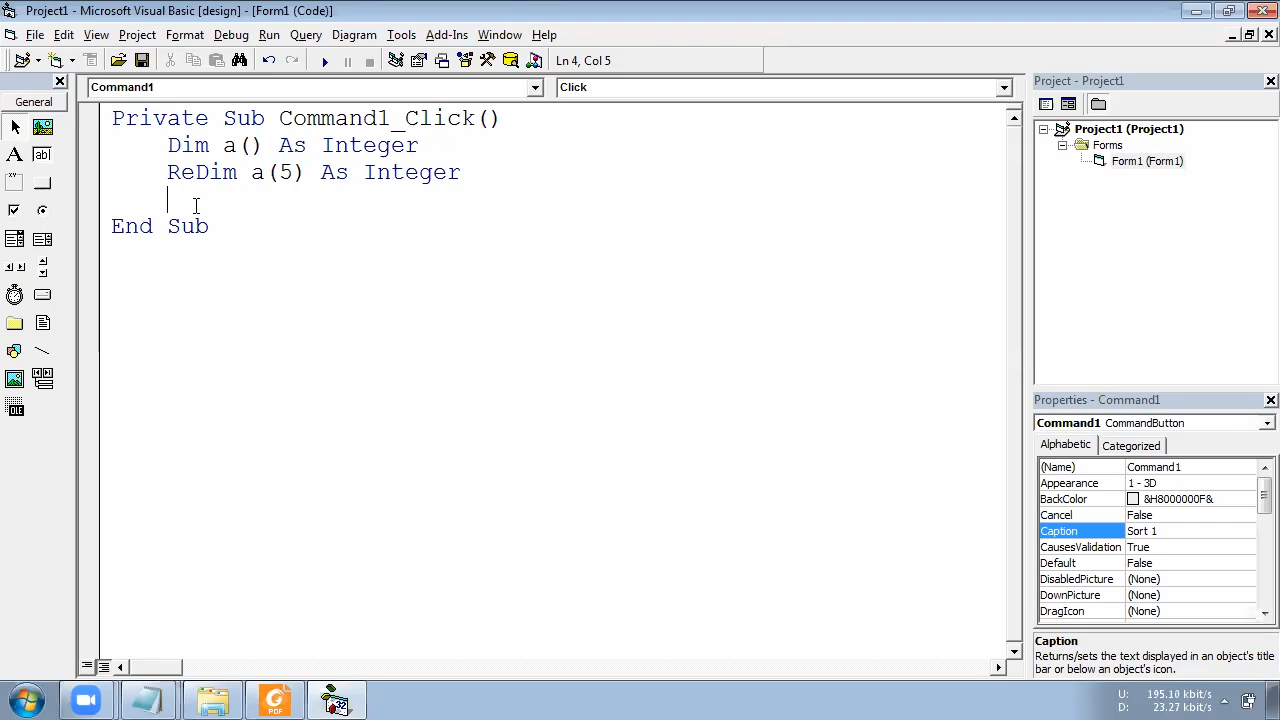 Project1 - Microsoft Visual Basic [design] - [Form1 (Code)]
File Edit View Project Format Debug Run Query Diagram Tools Add-Ins Window Help
Ln 4, Col 5
General
Command1
Click
Private Sub Command1_Click()
Dim a() As Integer
ReDim a(5) As Integer
End Sub
A
ab|
OLE
Project - Project1
Project1 (Project1)
Forms
Form1 (Form1)
Properties - Command1
Command1 CommandButton
Alphabetic Categorized
(Name) Command1
Appearance 1 - 3D
BackColor &H8000000F&
Cancel False
Caption Sort 1
CausesValidation True
Default False
DisabledPicture (None)
DownPicture (None)
DragIcon (None)
Caption
Returns/sets the text displayed in an object's title
bar or below an object's icon.
PDF
32
U: 195.10 kbit/s
D: 23.27 kbit/s